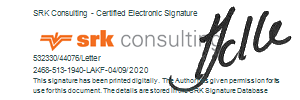 SRK Consulting - Certified Electronic Signature
srk consulting
532330/44076/Letter
2468-513-1940-LAKF-04/09/2020
This signature has been printed digitally. The Author has given permission for its
use for this document. The details are stored in the SRK Signature Database